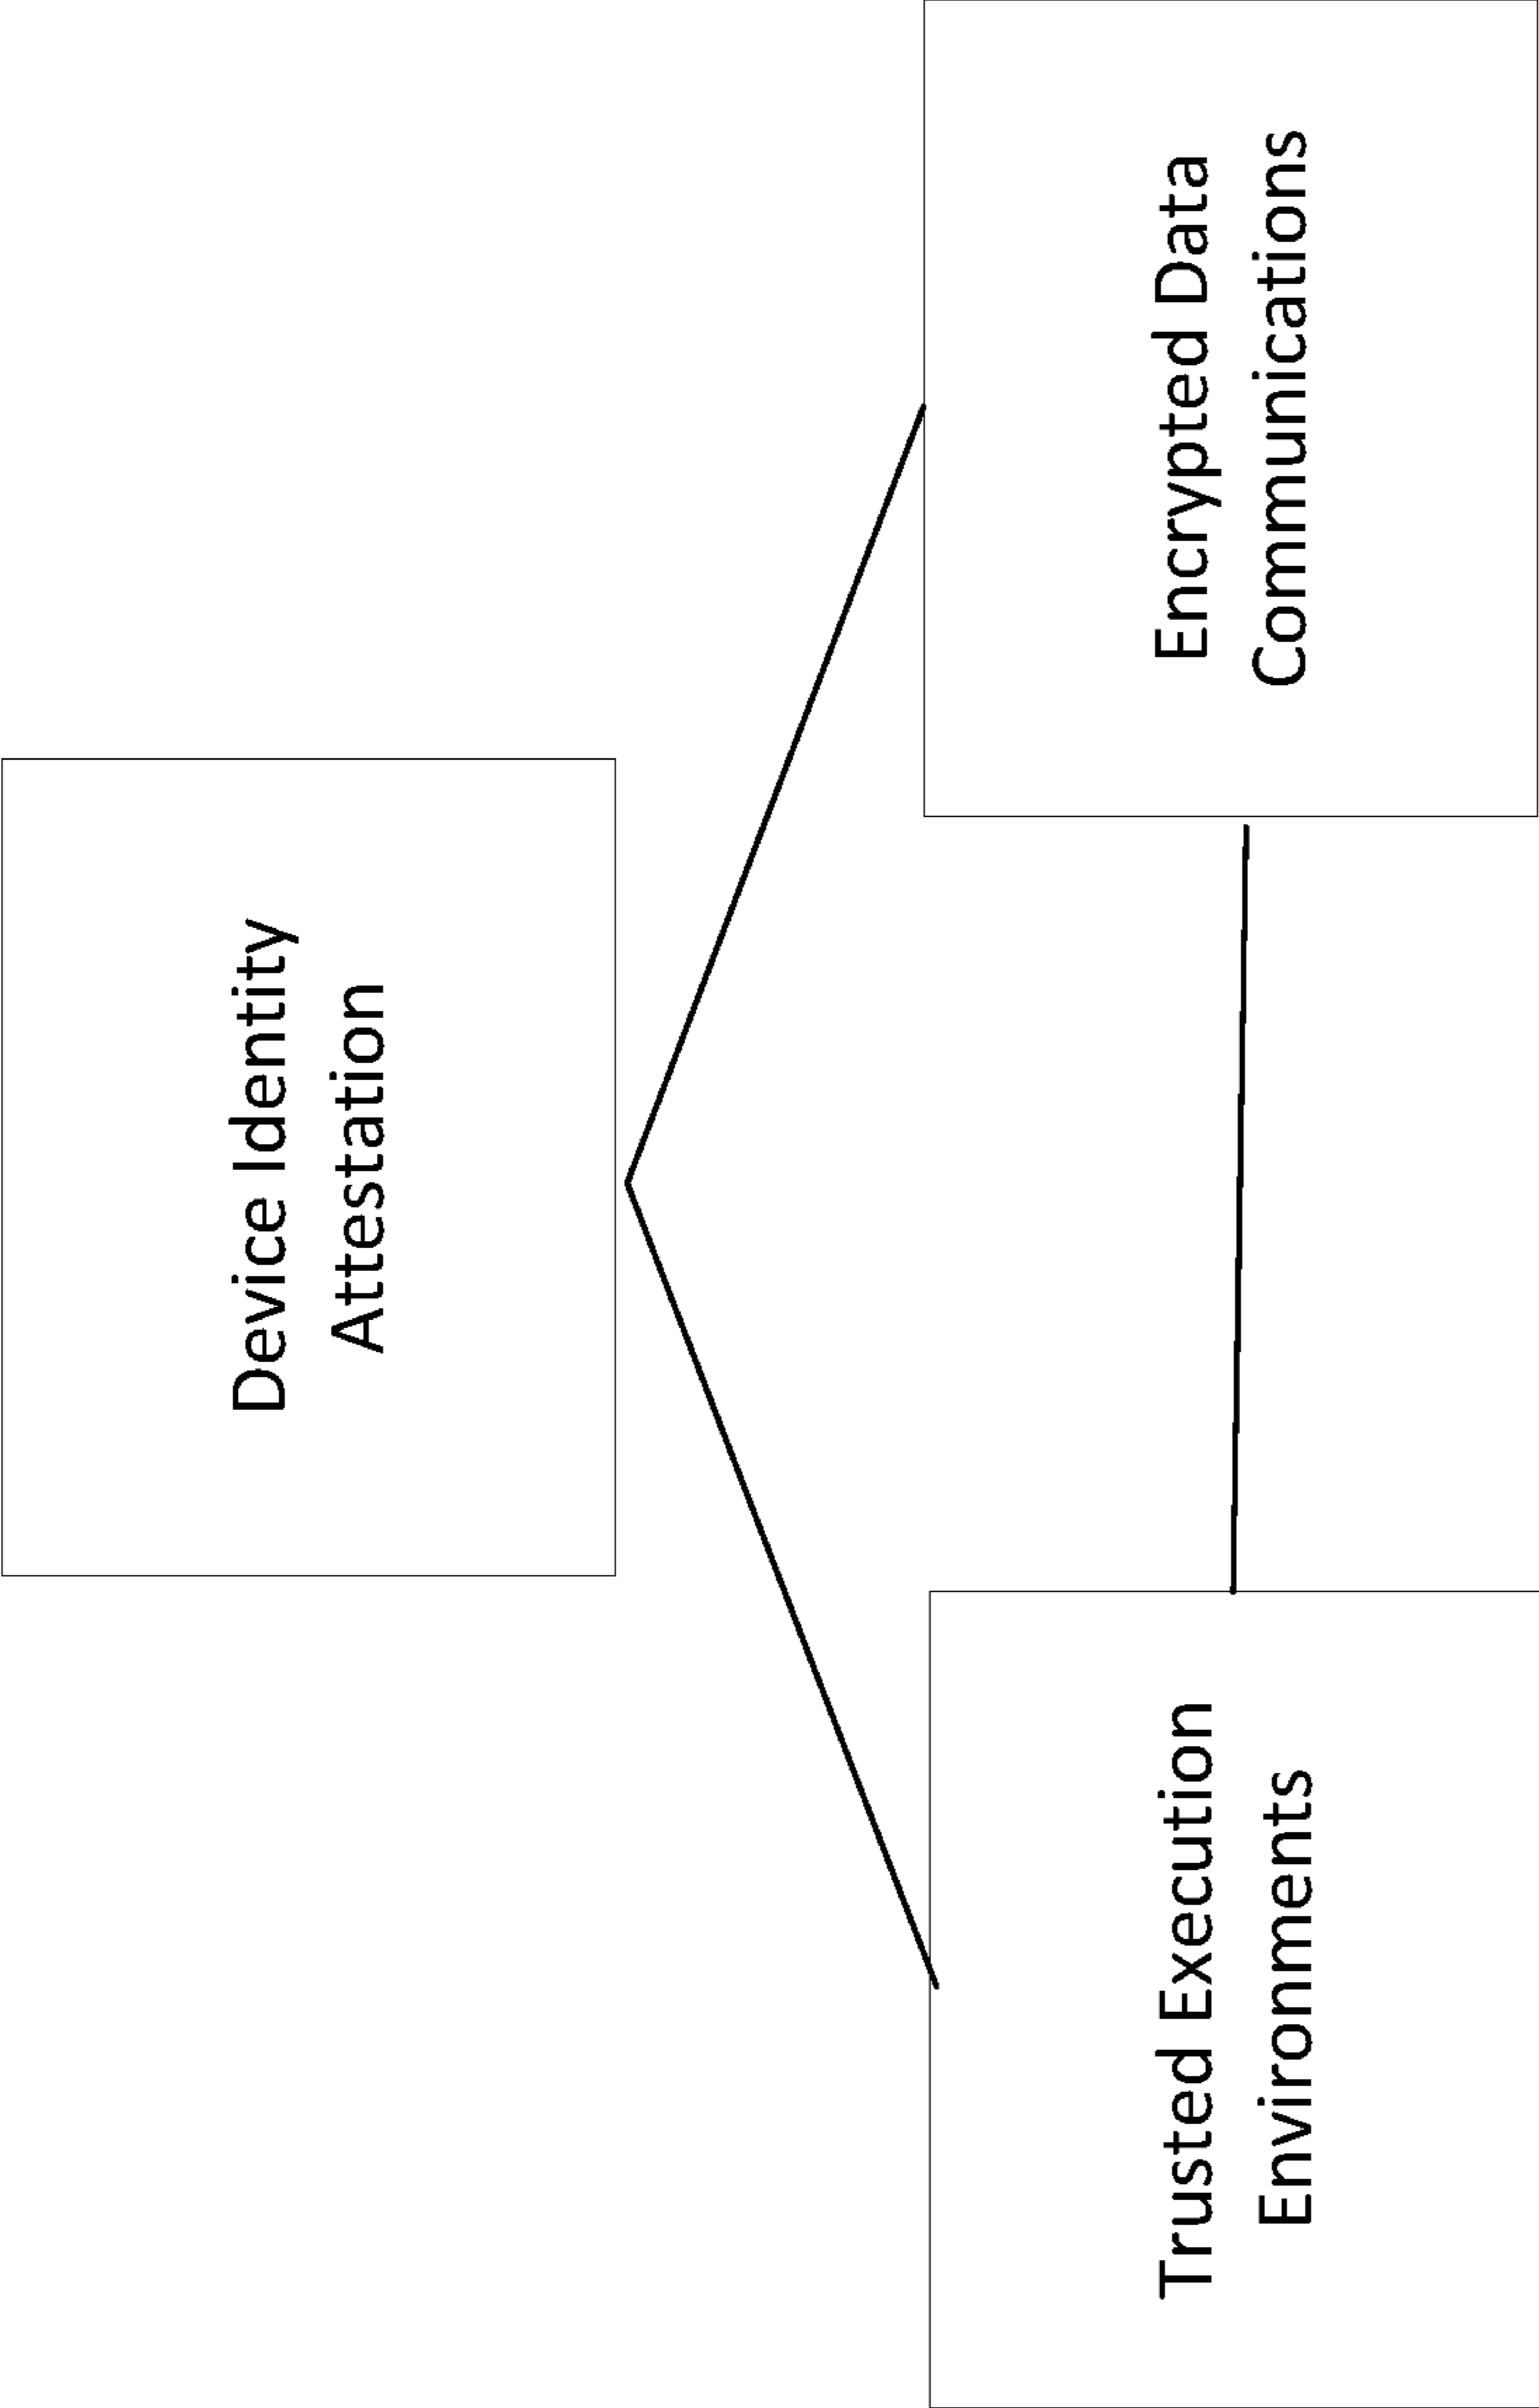 Device Identity
Attestation
Trusted Execution
Environments
Encrypted Data
Communications